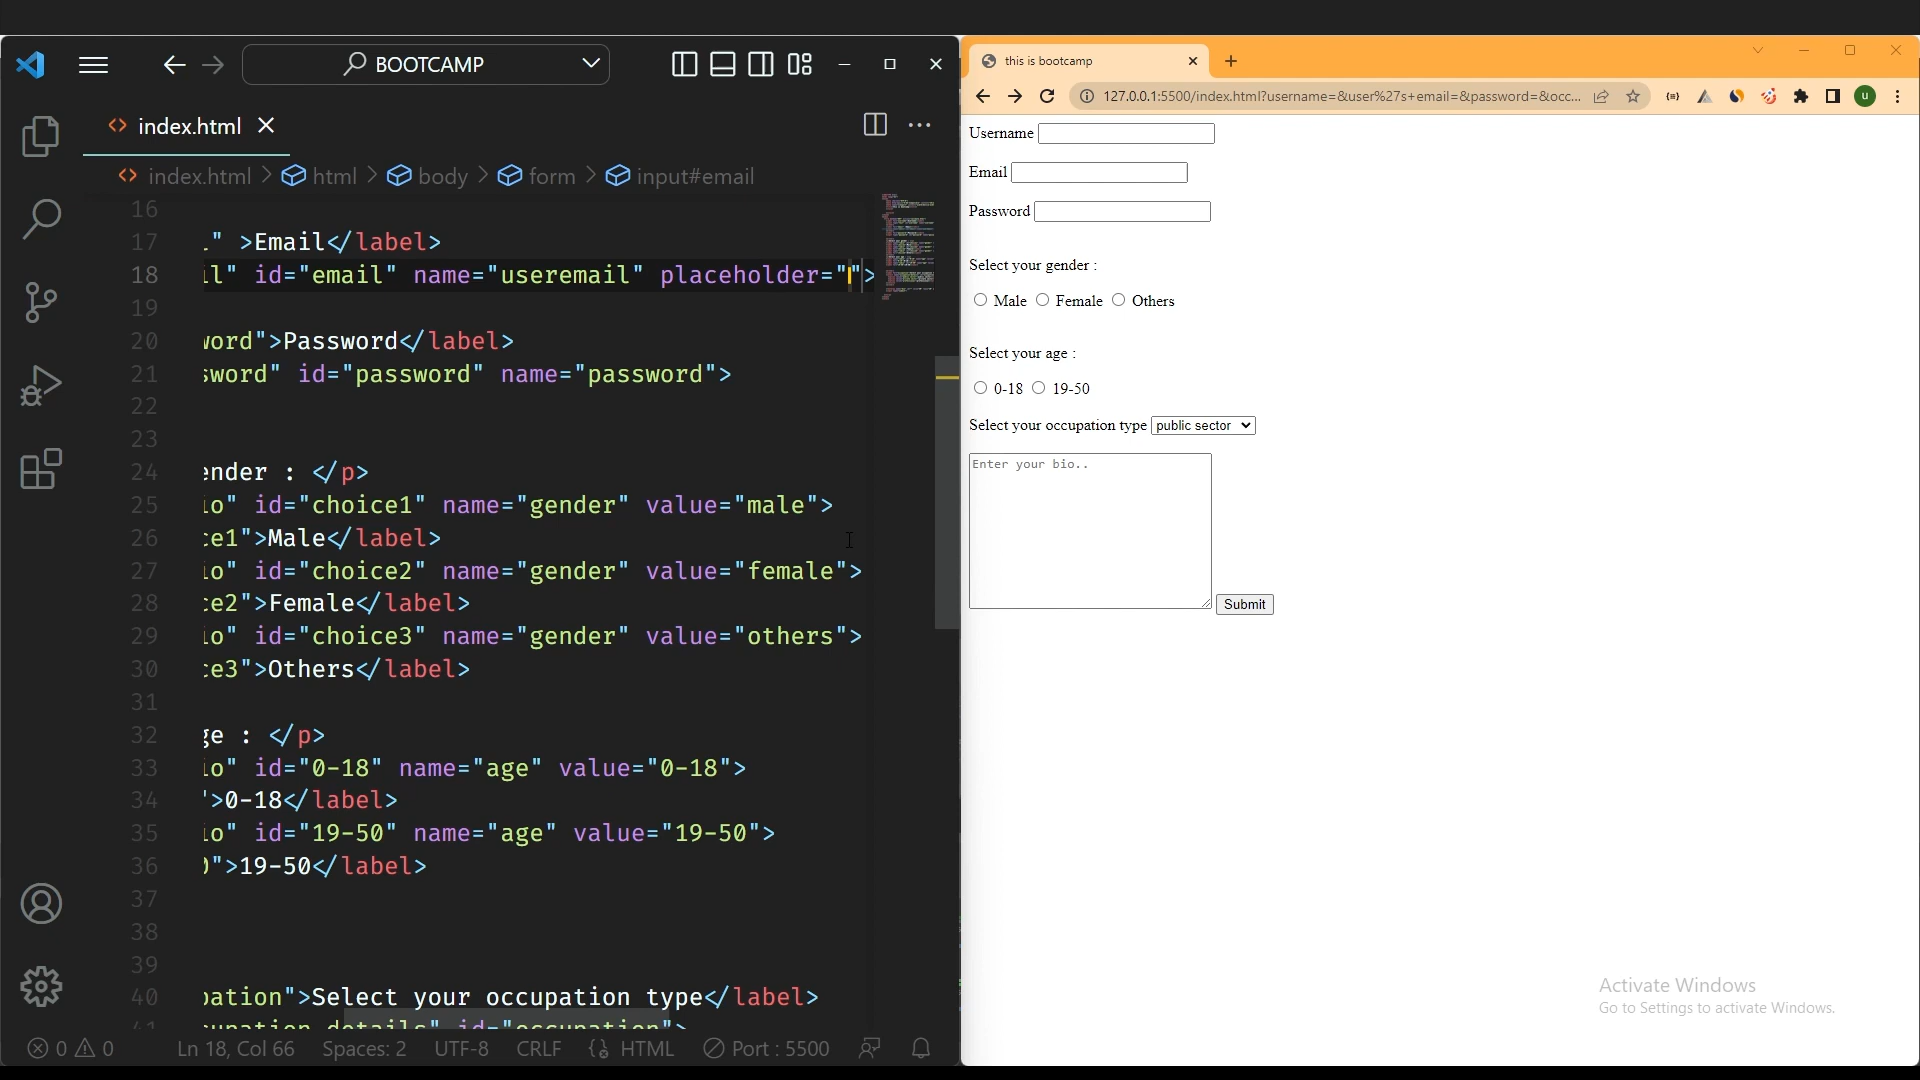 BOOTCAMP
index.html
index.html > html > body > form > input#email
16
17 ." >Email</label>
18 il" id="email" name="useremail" placeholder="">
19
20 word">Password</label>
21 sword" id="password" name="password">
22
23
24 ender : </p>
25 io" id="choice1" name="gender" value="male">
26 ce1">Male</label>
27 io" id="choice2" name="gender" value="female">
28 ce2">Female</label>
29 io" id="choice3" name="gender" value="others">
30 ce3">Others</label>
31
32 ge : </p>
33 io" id="0-18" name="age" value="0-18">
34 ">0-18</label>
35 io" id="19-50" name="age" value="19-50">
36 )">19-50</label>
37
38
39
40 pation">Select your occupation type</label>
41 cupation details" id="occupation">
0 0 Ln 18, Col 66 Spaces: 2 UTF-8 CRLF HTML Port : 5500
this is bootcamp
127.0.0.1:5500/index.html?username=&user%27s+email=&password=&occ...
u
Username
Email
Password
Select your gender :
Male Female Others
Select your age :
0-18 19-50
Select your occupation type public sector
Enter your bio..
Submit
Activate Windows
Go to Settings to activate Windows.